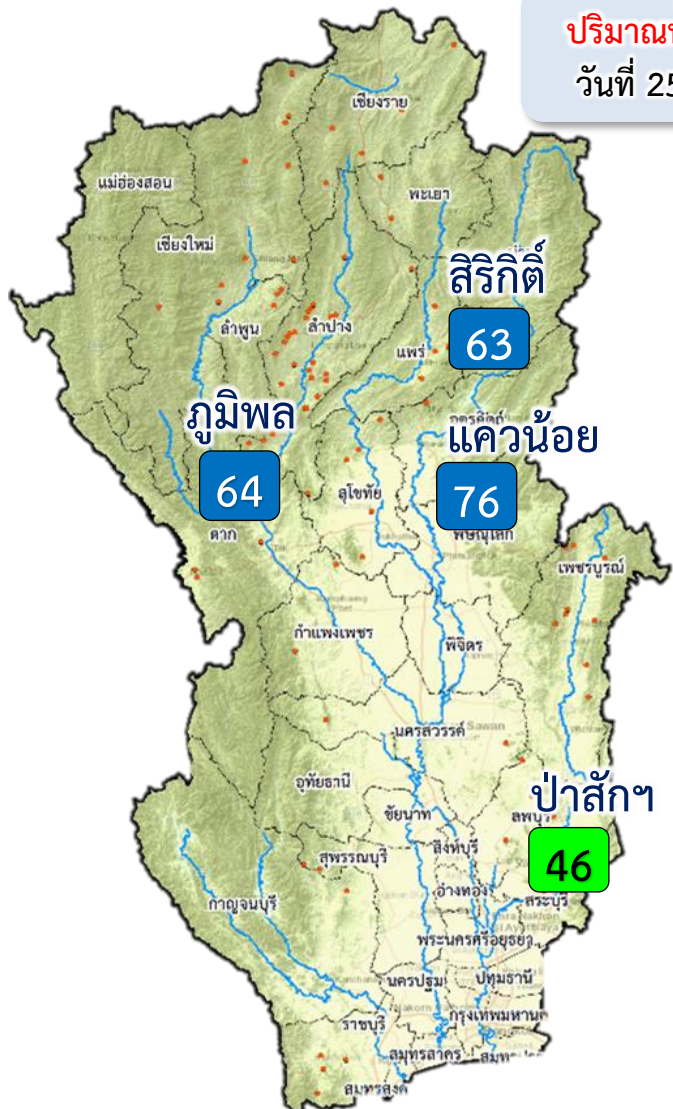 วันที่ 25
เชียงราย
แม่ฮ่องสอน
พะเยา
เชียงใหม่
สิริกิติ์
ลำพูน
ลำปาง
แพร่
63
ภูมิพล
แควน้อย
64
สุโขทัย
76
ตาก
พิษณุโลก
เพชรบูรณ์
กำแพงเพชร
พิจิตร
นครสวรรค์
อุทัยธานี
ป่าสักฯ
ชัยนาท
ลพบุรี
สิงห์บุรี
สุพรรณบุรี
46
อ่างทอง
กาญจนบุรี
สระบุรี
พระนครศรีอยุธยา
นครปฐม
ปทุมธานี
ราชบุรี
กรุงเทพมหาน
สมุทรสาคร
สมุทรสงค